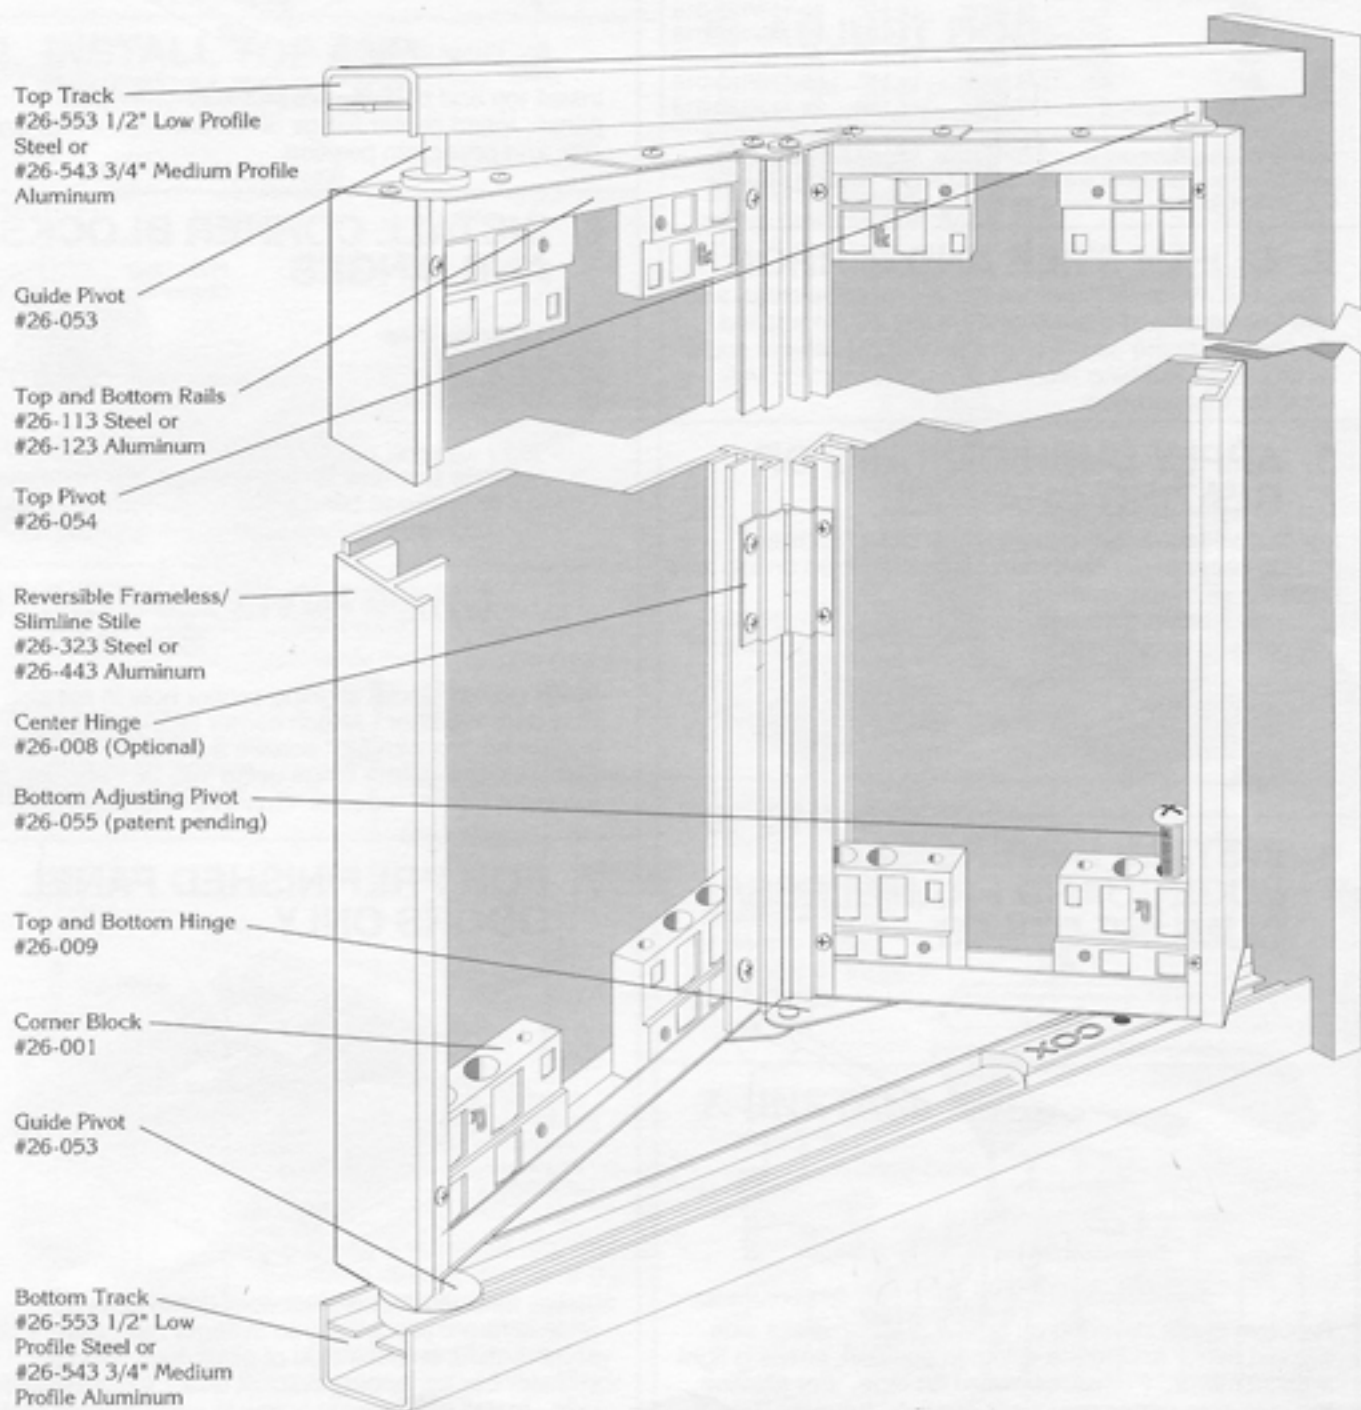 Top Track
#26-553 1/2" Low Profile
Steel or
#26-543 3/4" Medium Profile
Aluminum
Guide Pivot
#26-053
Top and Bottom Rails
#26-113 Steel or
#26-123 Aluminum
Top Pivot
#26-054
Reversible Frameless/
Slimline Stile
#26-323 Steel or
#26-443 Aluminum
Center Hinge
#26-008 (Optional)
Bottom Adjusting Pivot
#26-055 (patent pending)
Top and Bottom Hinge
#26-009
Corner Block
#26-001
Guide Pivot
#26-053
Bottom Track
#26-553 1/2" Low
Profile Steel or
#26-543 3/4" Medium
Profile Aluminum
COX